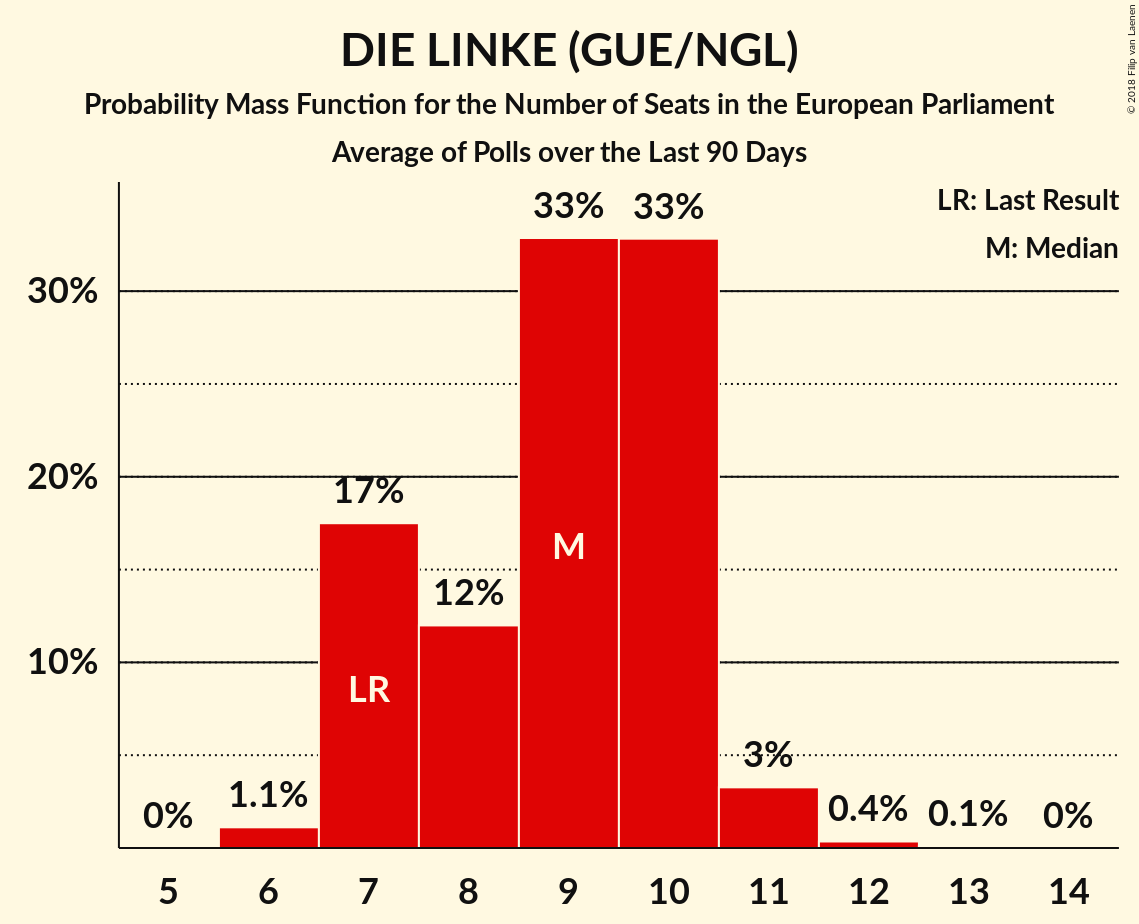 DIE LINKE (GUE/NGL)
Probability Mass Function for the Number of Seats in the European Parliament
Average of Polls over the Last 90 Days
© 2018 Filip van Laenen
LR: Last Result
M: Median
33% 33%
30%
20%
17%
M
12%
10%
LR
3%
1.1%
0.4%
0.1%
0%
0%
5 6 7 8 9 10 11 12 13 14